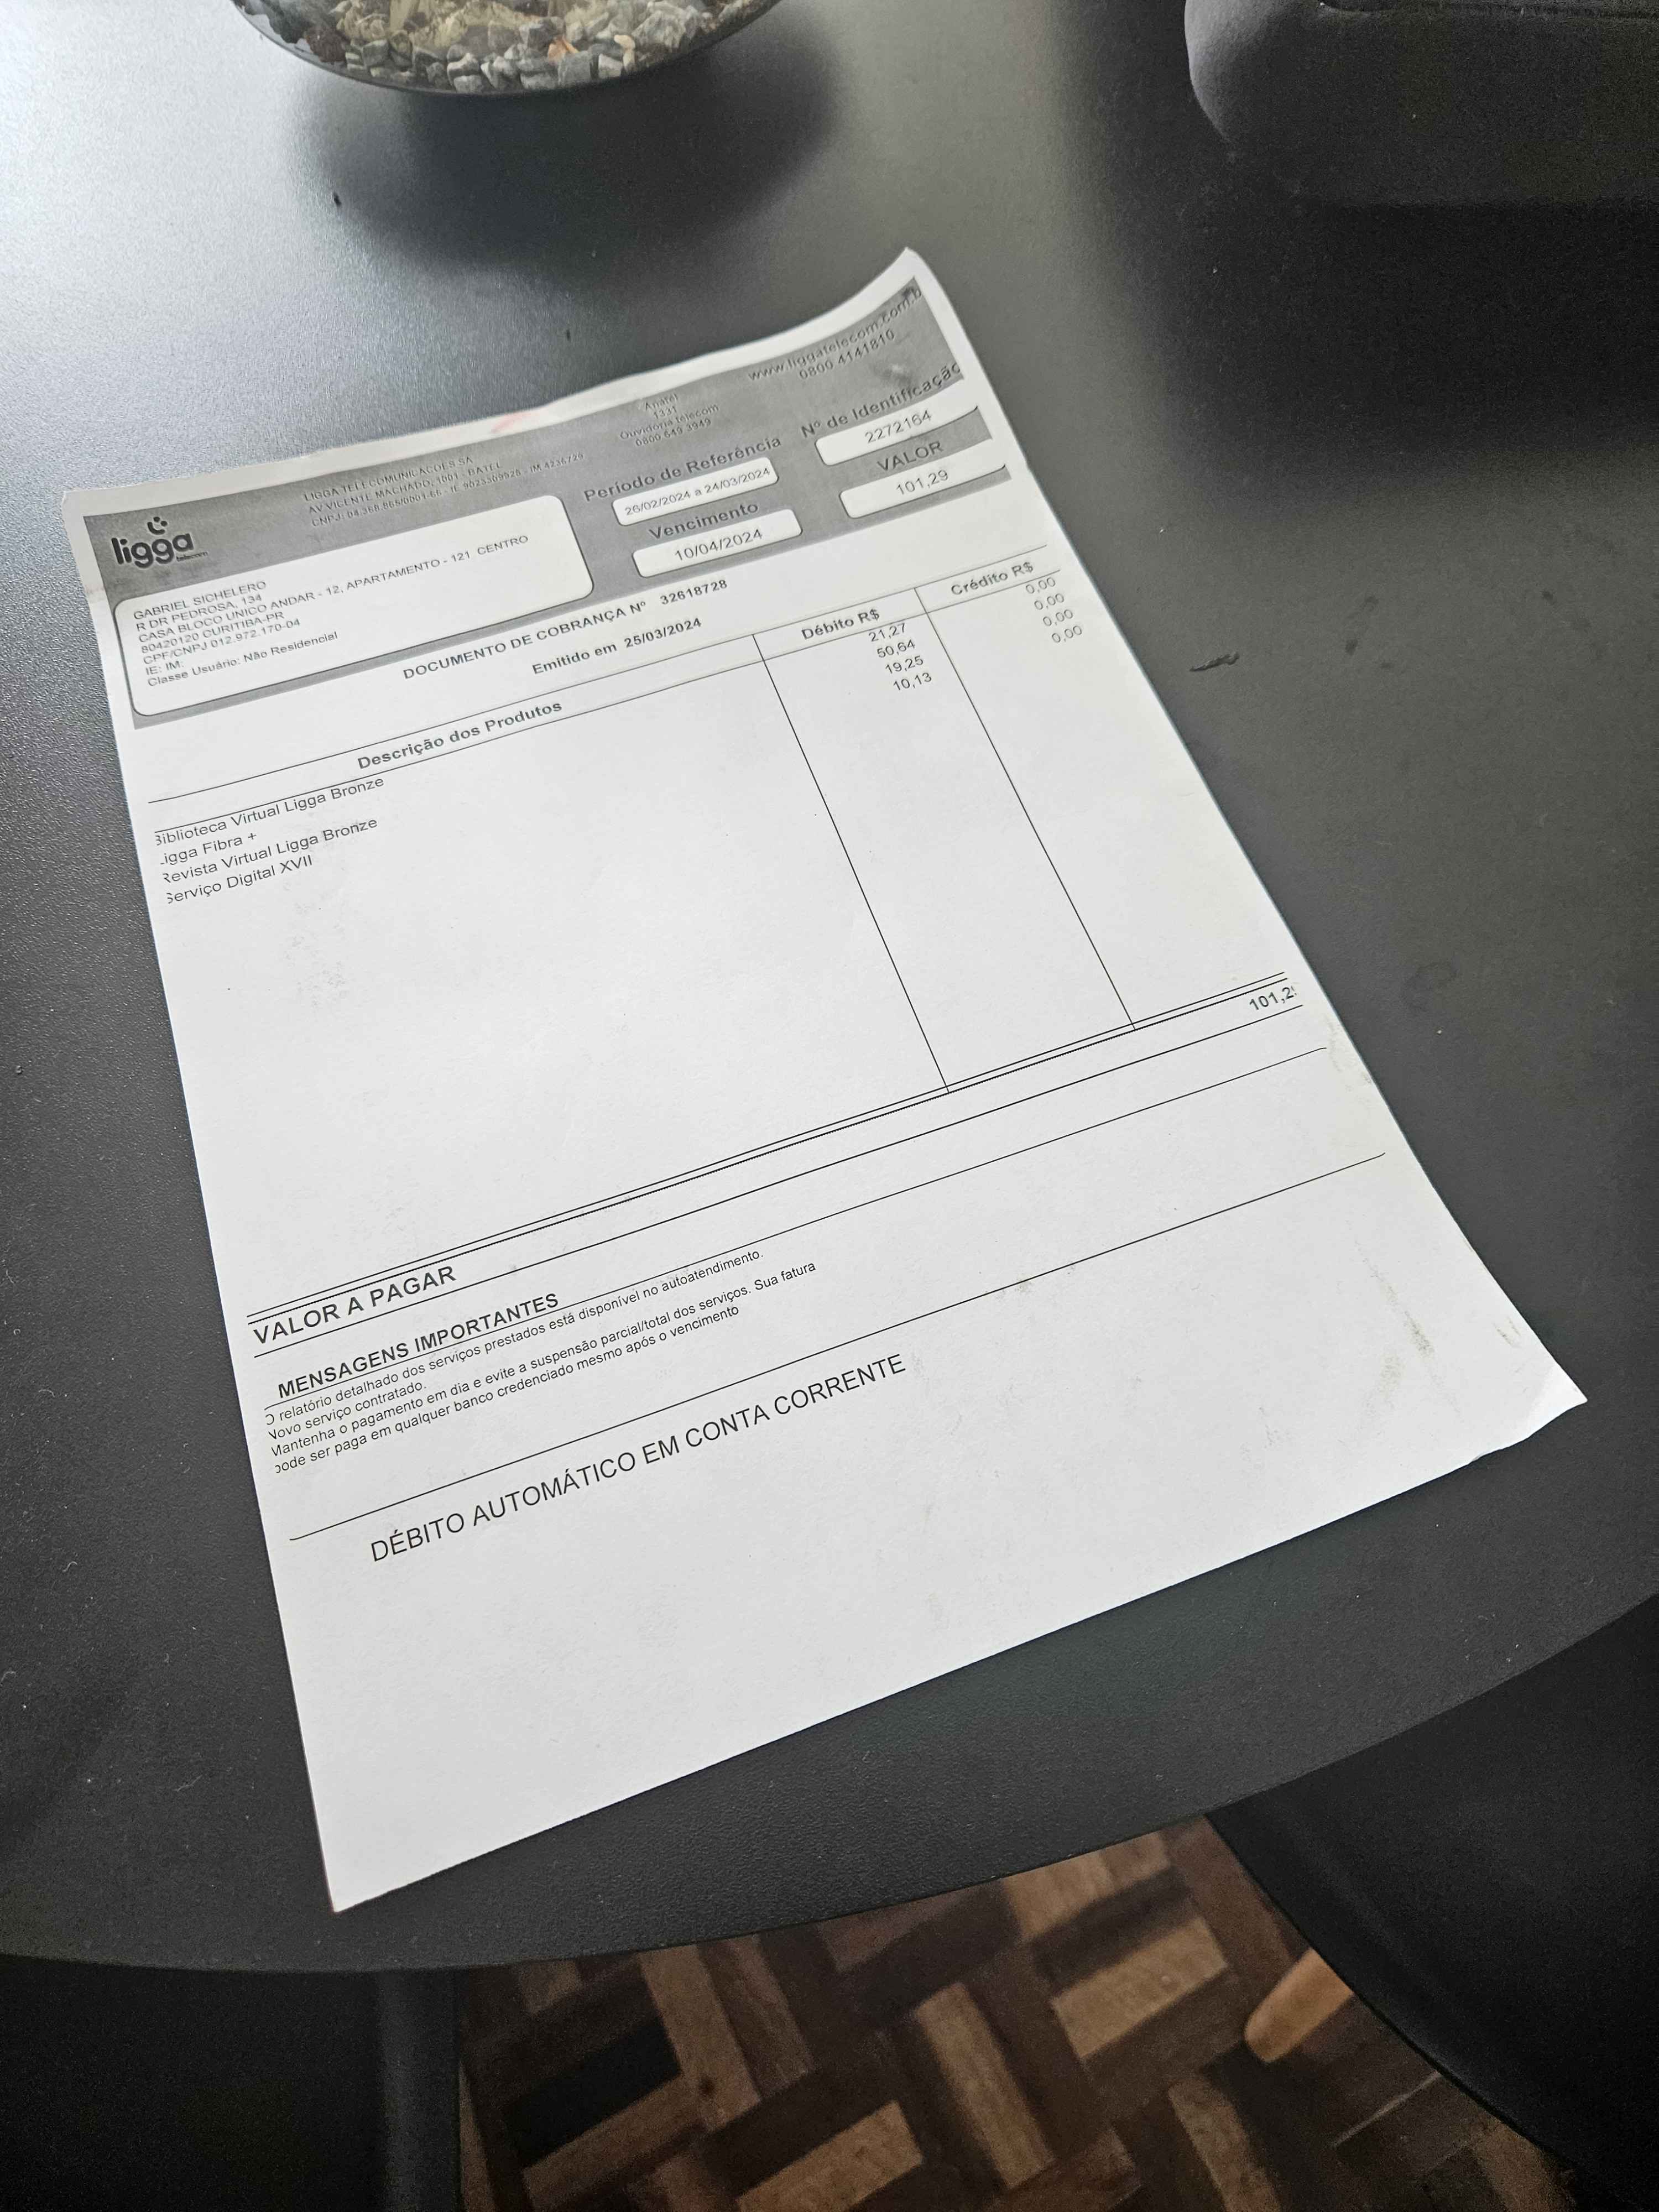 ligga
telecom
LIGGA TELECOMUNICAÇÕES SA
AV.VICENTE MACHADO, 1001 - BATEL
CNPJ: 04.368.865/0001-66 - IE 9023309526 - IM 4236729
Anatel
1331
Ouvidoria telecom
0800 649 3949
www.liggatelecom.com.b
0800 4141810
GABRIEL SICHELERO
R DR PEDROSA, 134
CASA BLOCO UNICO ANDAR - 12, APARTAMENTO - 121 CENTRO
80420120 CURITIBA-PR
CPF/CNPJ 012.972.170-04
IE: IM:
Classe Usuário: Não Residencial
Período de Referência
26/02/2024 a 24/03/2024
Nº de Identificação
2272164
Vencimento
10/04/2024
VALOR
101,29
DOCUMENTO DE COBRANÇA Nº 32618728
Emitido em 25/03/2024
Descrição dos Produtos Débito R$ Crédito R$
Biblioteca Virtual Ligga Bronze 21,27 0,00
Ligga Fibra + 50,64 0,00
Revista Virtual Ligga Bronze 19,25 0,00
Serviço Digital XVII 10,13 0,00
VALOR A PAGAR 101,29
MENSAGENS IMPORTANTES
O relatório detalhado dos serviços prestados está disponível no autoatendimento.
Novo serviço contratado.
Mantenha o pagamento em dia e evite a suspensão parcial/total dos serviços. Sua fatura
pode ser paga em qualquer banco credenciado mesmo após o vencimento
DÉBITO AUTOMÁTICO EM CONTA CORRENTE